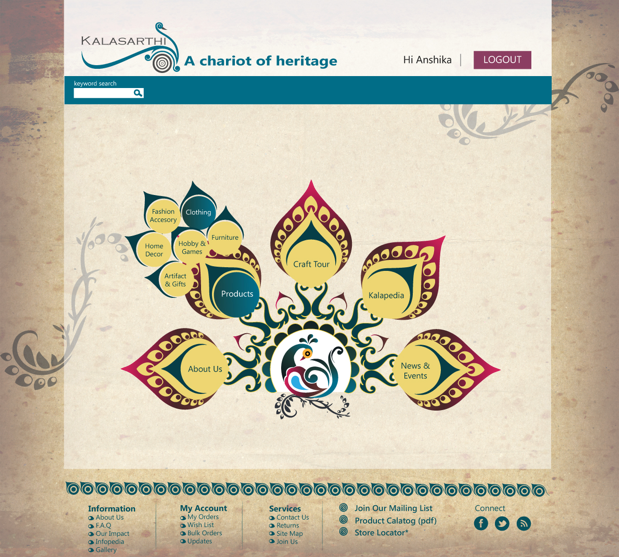 KALASARTHI
A chariot of heritage
Hi Anshika
LOGOUT
keyword search
Fashion
Accesory
Clothing
Furniture
Hobby &
Games
Home
Decor
Artifact
& Gifts
Products
Craft Tour
Kalapedia
About Us
News &
Events
Information
About Us
F.A.Q
Our Impact
Infopedia
Gallery
My Account
My Orders
Wish List
Bulk Orders
Updates
Services
Contact Us
Returns
Site Map
Join Us
Join Our Mailing List
Product Calatog (pdf)
Store Locator*
Connect